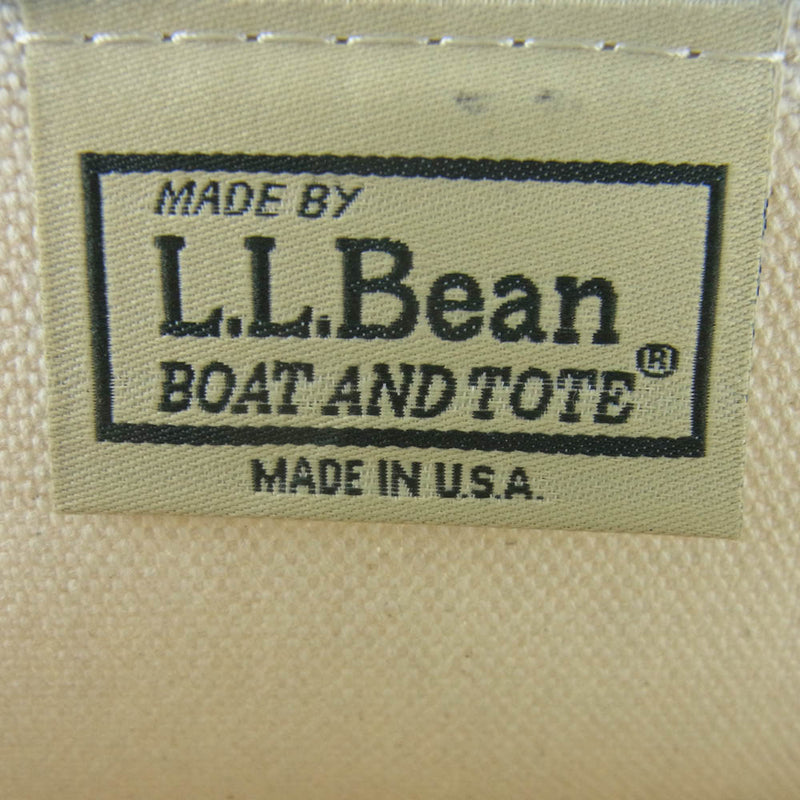 MADE BY
L.L.Bean
BOAT AND TOTE®
MADE IN U.S.A.